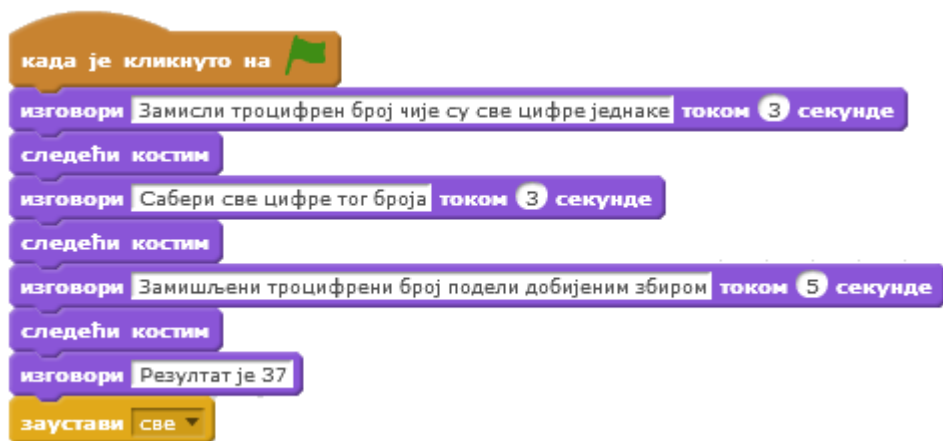 када је кликнуто на
изговори Замисли троцифрен број чије су све цифре једнаке током 3 секунде
следећи костим
изговори Сабери све цифре тог броја током 3 секунде
следећи костим
изговори Замишљени троцифрени број подели добијеним збиром током 5 секунде
следећи костим
изговори Резултат је 37
заустави све